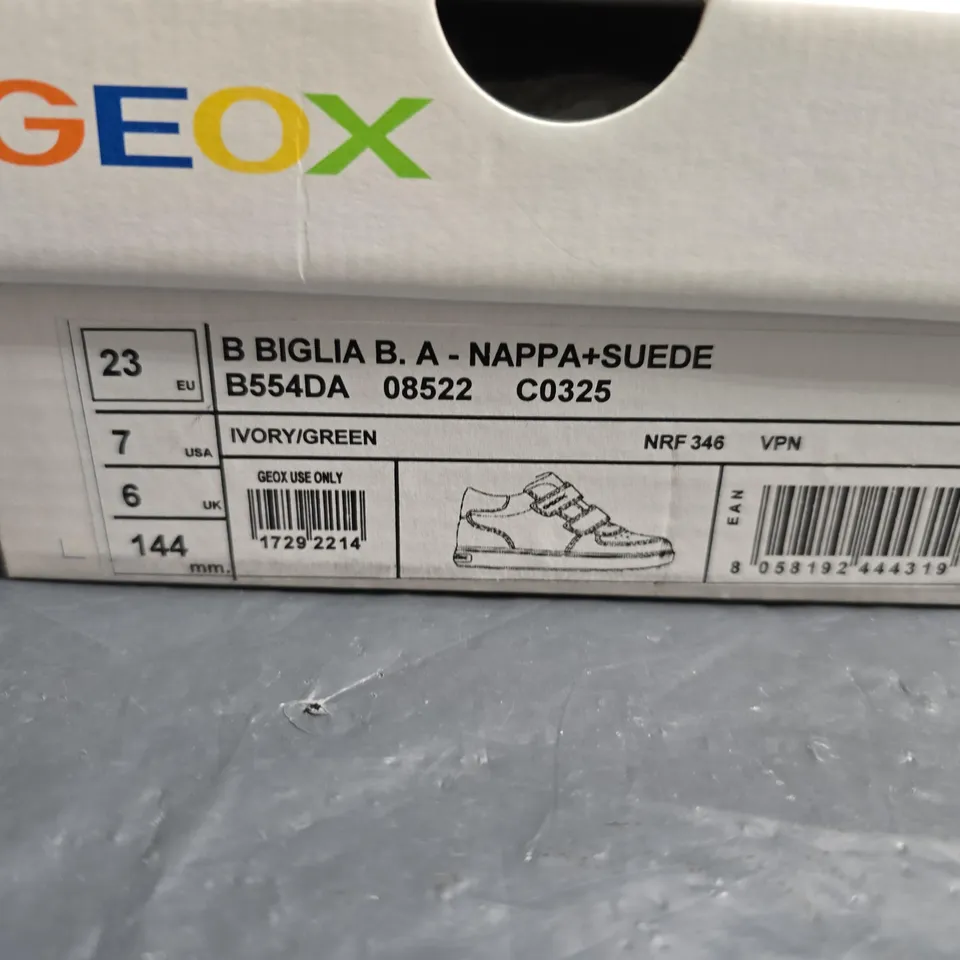 GEOX
23 EU
B BIGLIA B. A - NAPPA+SUEDE
B554DA 08522 C0325
7 USA
IVORY/GREEN NRF 346 VPN
6 UK
GEOX USE ONLY
1729 2214
144 mm.
EAN
8 058192 444319